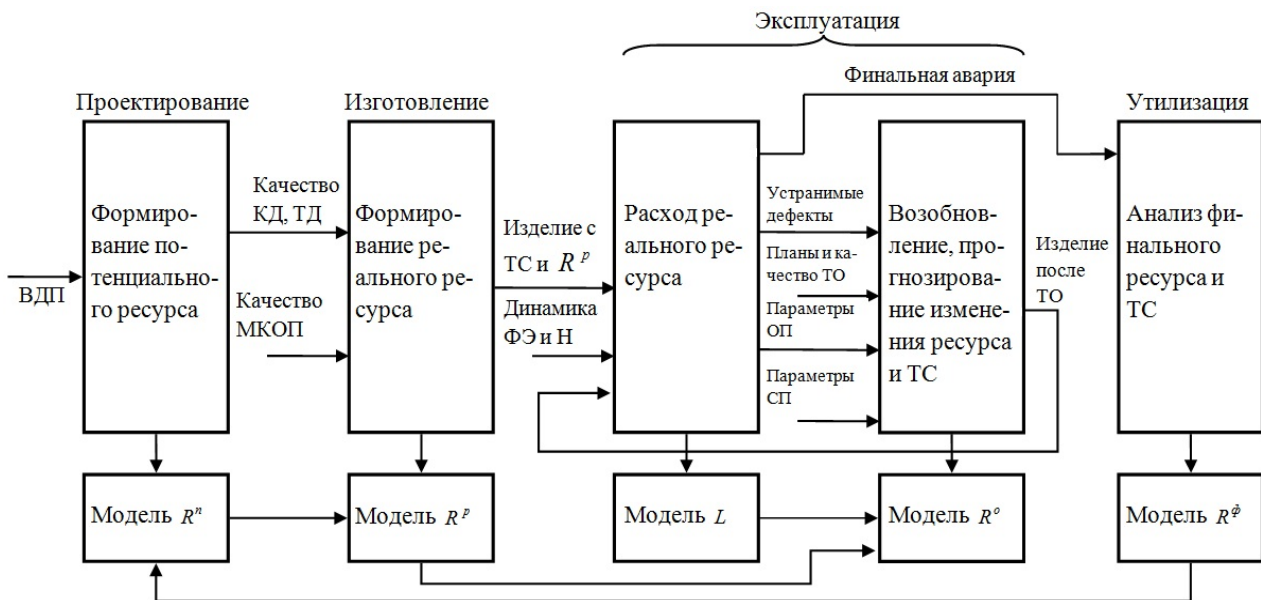 Эксплуатация
Финальная авария
Проектирование
Изготовление
Утилизация
Формирова-
ние по-
тенциально-
го ресурса
ВДП
Качество
КД, ТД
Качество
МКОП
Формиро-
вание ре-
ального ре-
сурса
Изделие с
ТС и R^p
Динамика
ФЭ и Н
Расход ре-
ального ре-
сурса
Устранимые
дефекты
Планы и ка-
чество ТО
Параметры
ОП
Параметры
СП
Возобнов-
ление, про-
гнозирова-
ние измене-
ния ресурса
и ТС
Изделие
после
ТО
Анализ фи-
нального
ресурса и
ТС
Модель R^n
Модель R^p
Модель L
Модель R^o
Модель R^ф